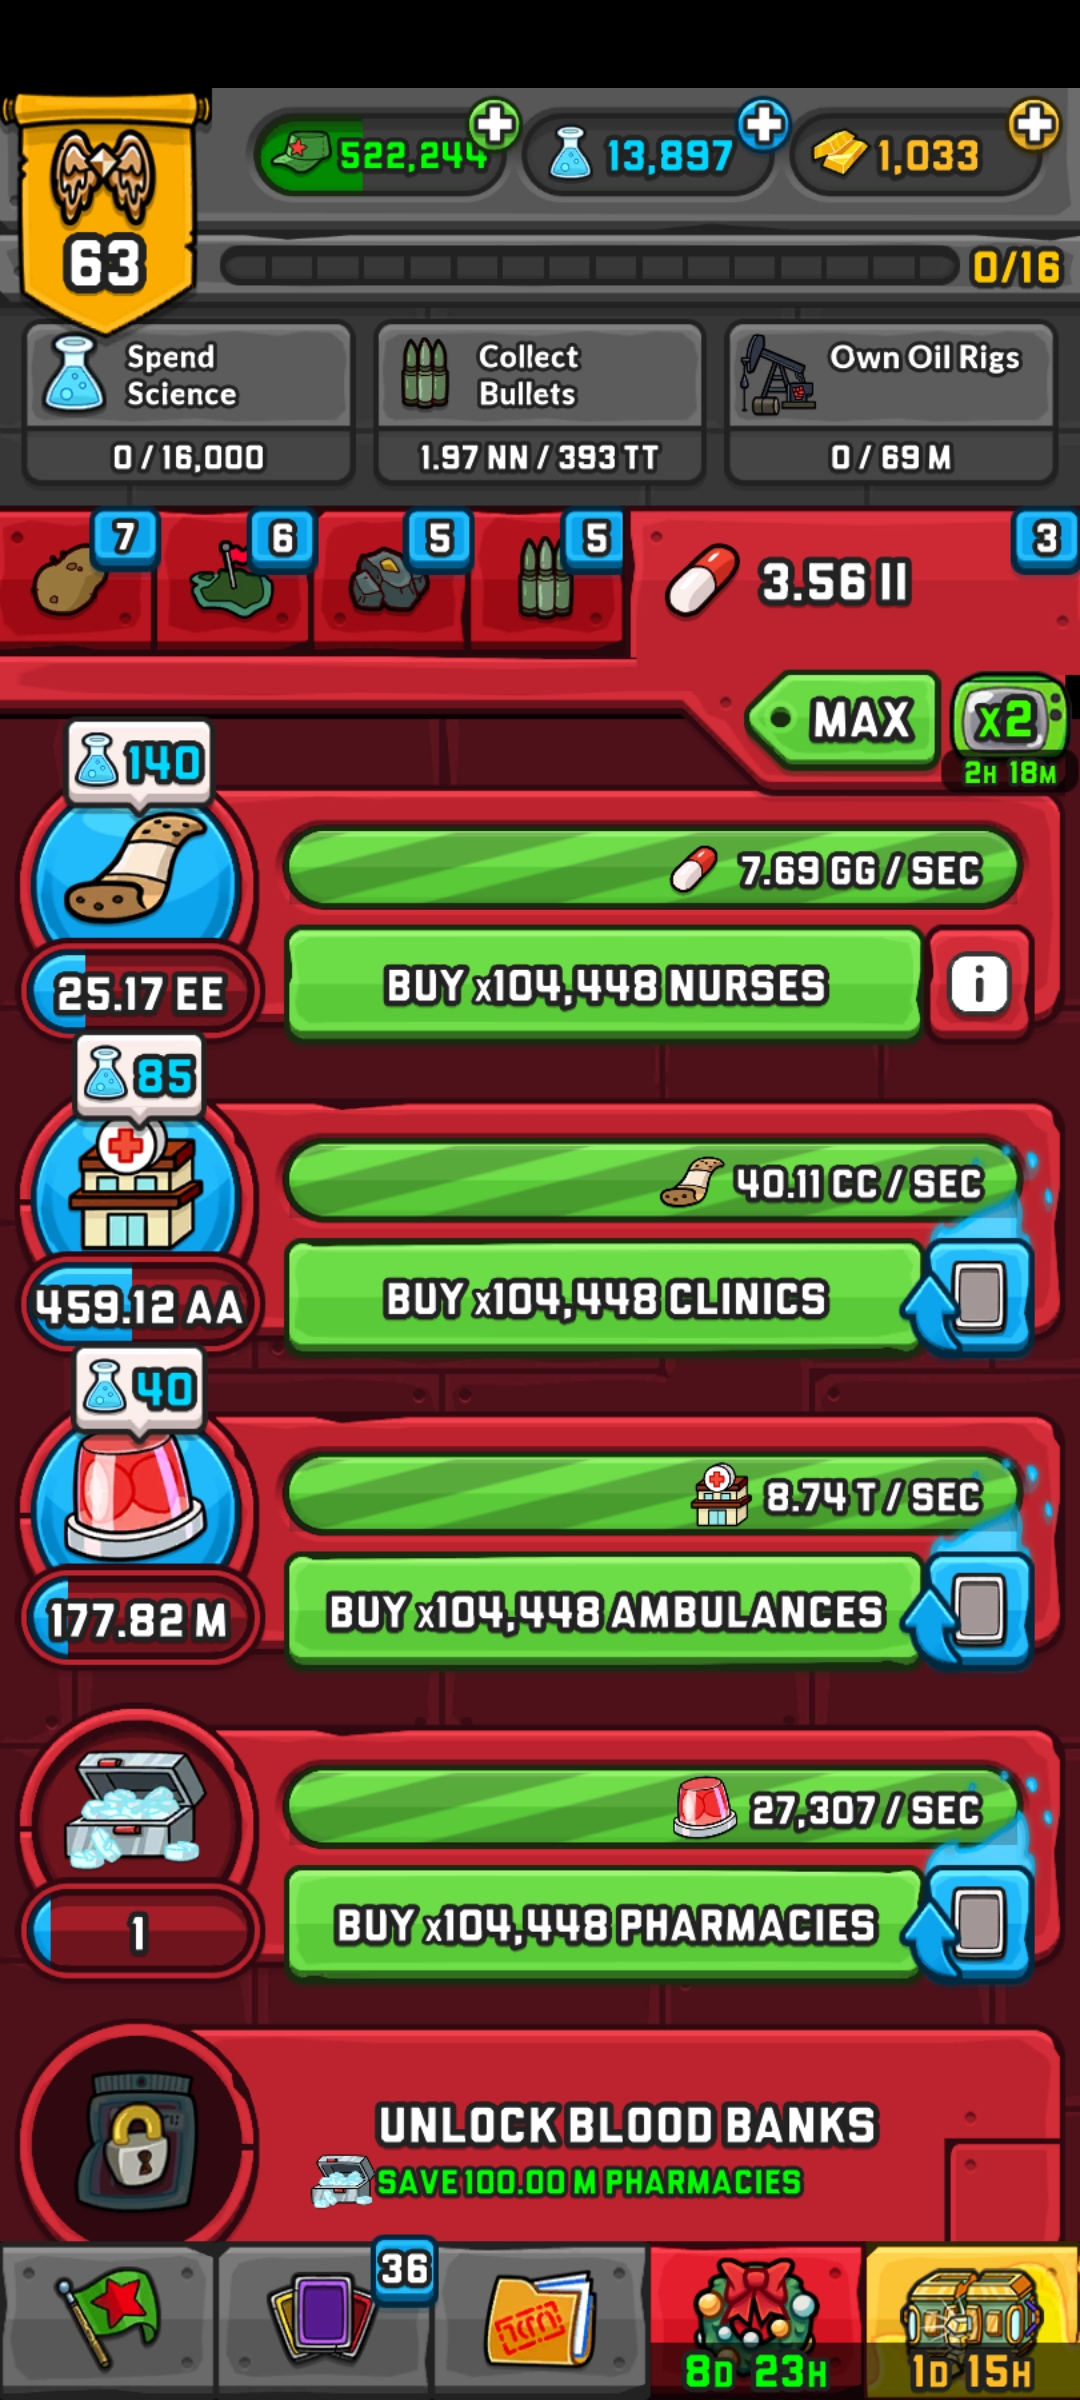 63
522,244
13,897
1,033
0/16
Spend
Science
0 / 16,000
Collect
Bullets
1.97 NN / 393 TT
Own Oil Rigs
0 / 69 M
7
6
5
5
3.56 II
3
MAX
x2
2H 18M
140
7.69 GG / SEC
25.17 EE
BUY x104,448 NURSES
i
85
40.11 CC / SEC
459.12 AA
BUY x104,448 CLINICS
40
8.74 T / SEC
177.82 M
BUY x104,448 AMBULANCES
27,307 / SEC
1
BUY x104,448 PHARMACIES
UNLOCK BLOOD BANKS
SAVE 100.00 M PHARMACIES
36
8D 23H
1D 15H